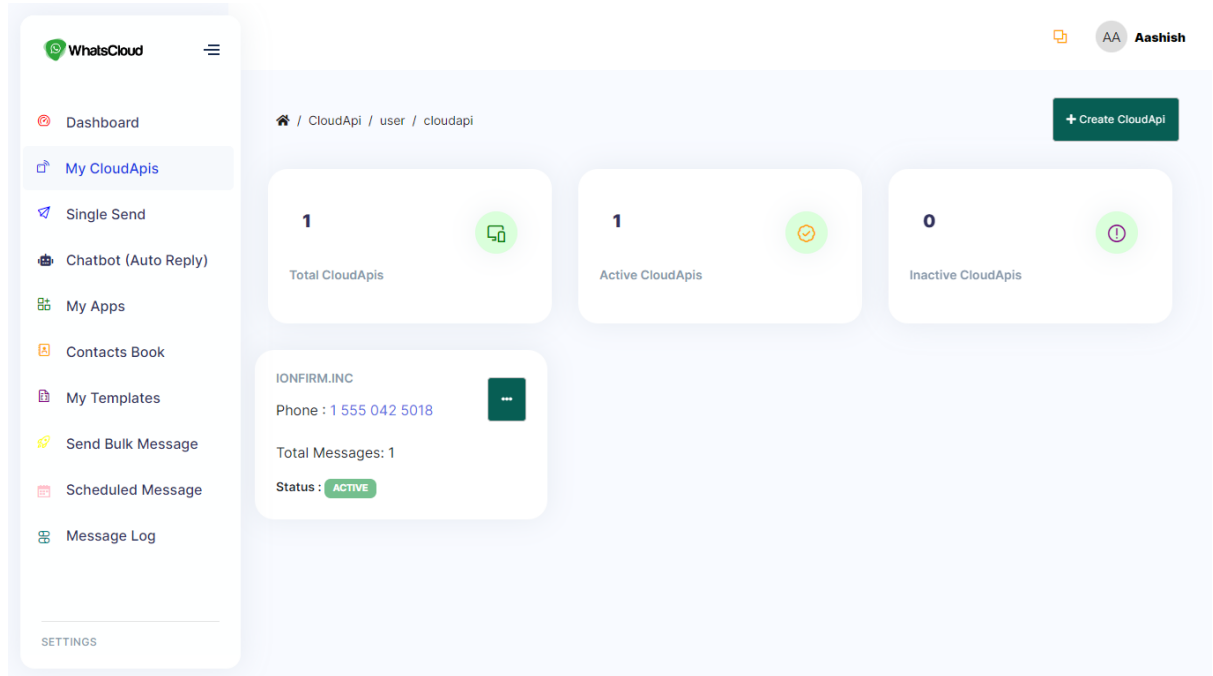 WhatsCloud
AA Aashish
Dashboard
My CloudApis
Single Send
Chatbot (Auto Reply)
My Apps
Contacts Book
My Templates
Send Bulk Message
Scheduled Message
Message Log
SETTINGS
/ CloudApi / user / cloudapi
+ Create CloudApi
1
Total CloudApis
1
Active CloudApis
0
Inactive CloudApis
IONFIRM.INC
Phone : 1 555 042 5018
...
Total Messages: 1
Status : ACTIVE